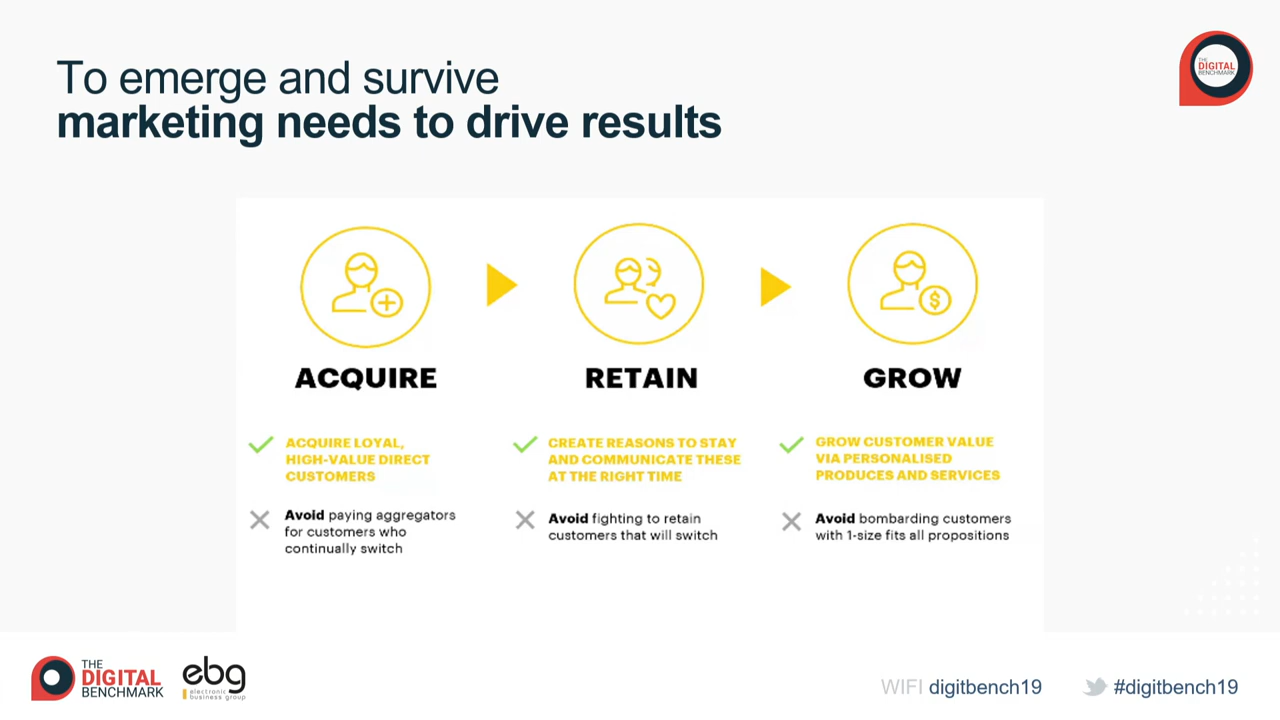 To emerge and survive
marketing needs to drive results
THE
DIGITAL
BENCHMARK
$
ACQUIRE
RETAIN
GROW
ACQUIRE LOYAL,
HIGH-VALUE DIRECT
CUSTOMERS
Avoid paying aggregators
for customers who
continually switch
CREATE REASONS TO STAY
AND COMMUNICATE THESE
AT THE RIGHT TIME
Avoid fighting to retain
customers that will switch
GROW CUSTOMER VALUE
VIA PERSONALISED
PRODUCES AND SERVICES
Avoid bombarding customers
with 1-size fits all propositions
THE
DIGITAL
BENCHMARK
ebg
electronic
business group
WIFI digitbench19
#digitbench19